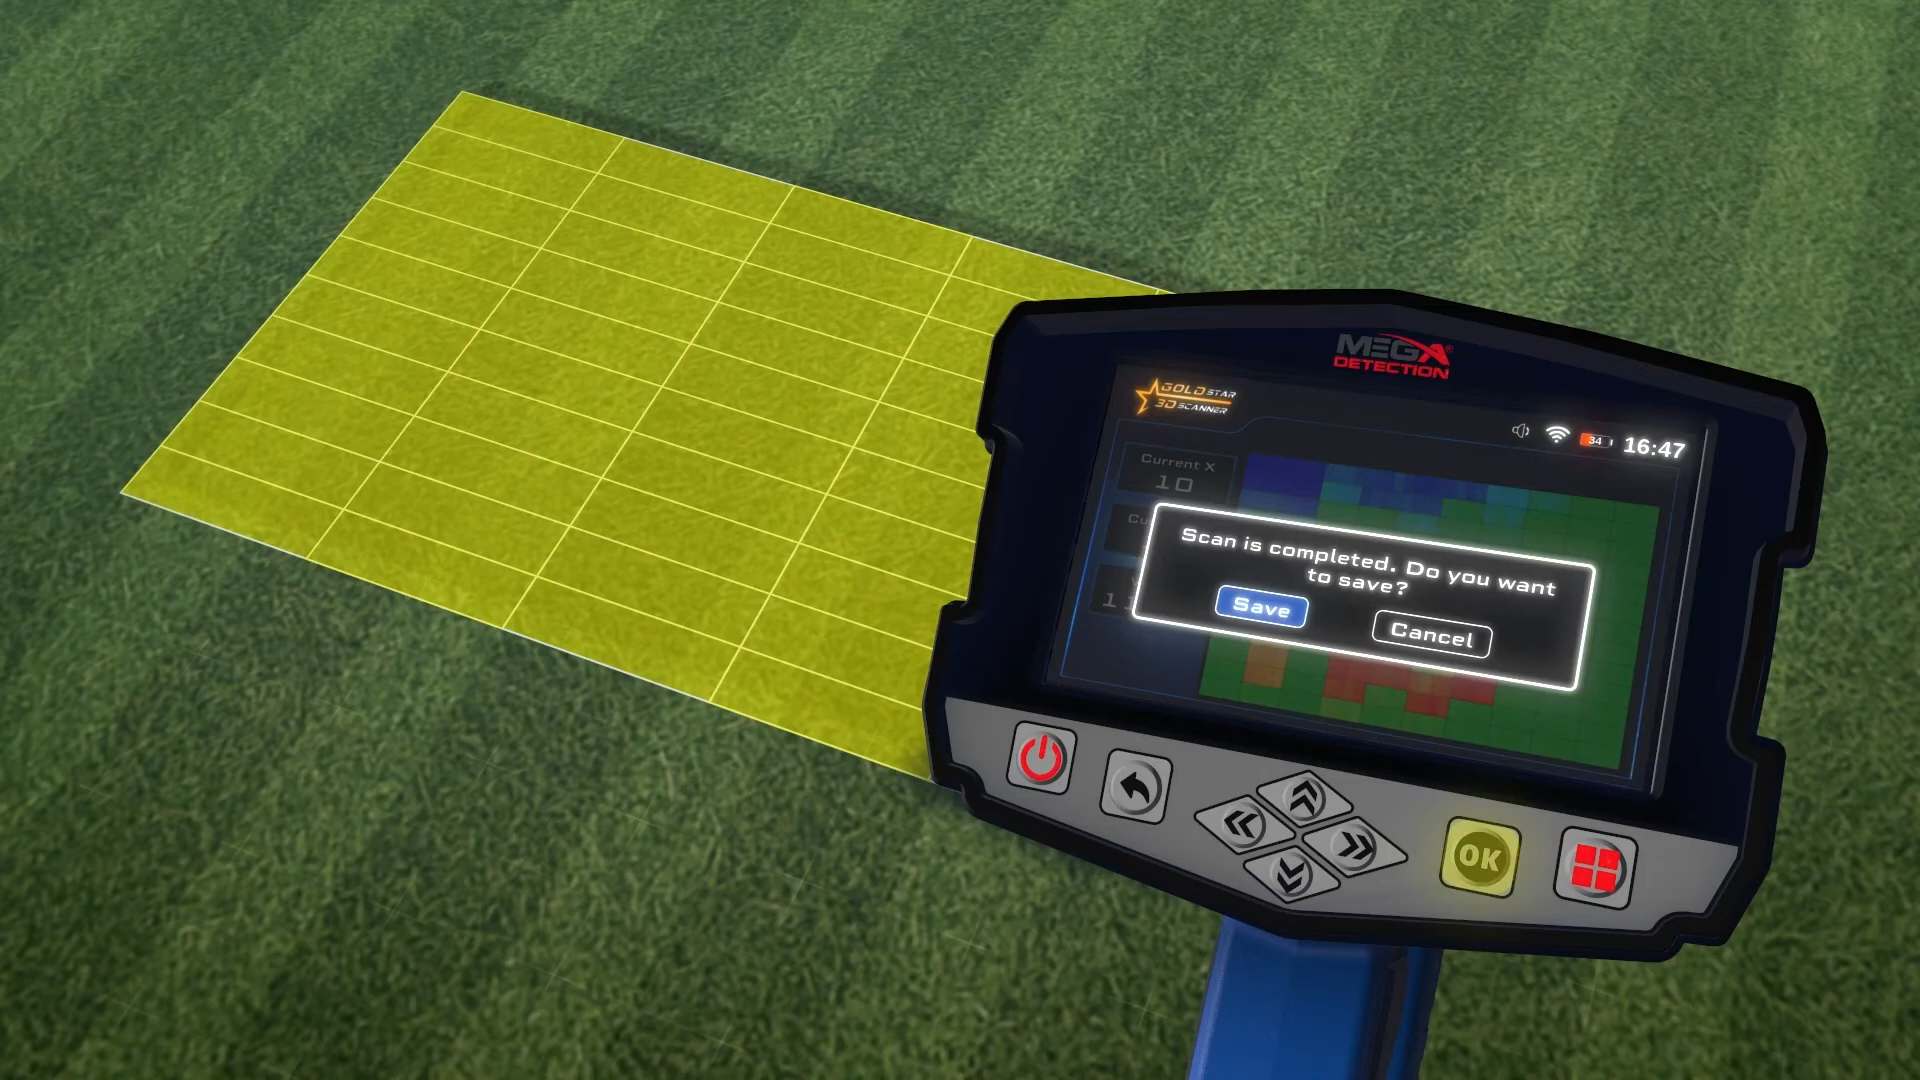 MEGA
DETECTION
GOLD STAR
3D SCANNER
34
16:47
Current X
10
Scan is completed. Do you want
to save?
Save
Cancel
OK